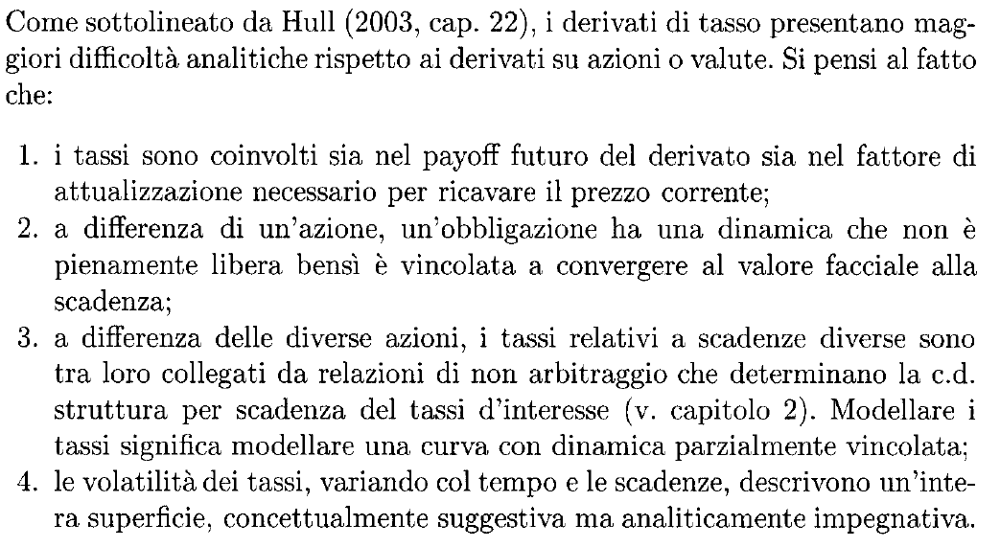 Come sottolineato da Hull (2003, cap. 22), i derivati di tasso presentano mag-
giori difficoltà analitiche rispetto ai derivati su azioni o valute. Si pensi al fatto
che:
1. i tassi sono coinvolti sia nel payoff futuro del derivato sia nel fattore di
attualizzazione necessario per ricavare il prezzo corrente;
2. a differenza di un'azione, un'obbligazione ha una dinamica che non è
pienamente libera bensì è vincolata a convergere al valore facciale alla
scadenza;
3. a differenza delle diverse azioni, i tassi relativi a scadenze diverse sono
tra loro collegati da relazioni di non arbitraggio che determinano la c.d.
struttura per scadenza del tassi d'interesse (v. capitolo 2). Modellare i
tassi significa modellare una curva con dinamica parzialmente vincolata;
4. le volatilità dei tassi, variando col tempo e le scadenze, descrivono un'inte-
ra superficie, concettualmente suggestiva ma analiticamente impegnativa.